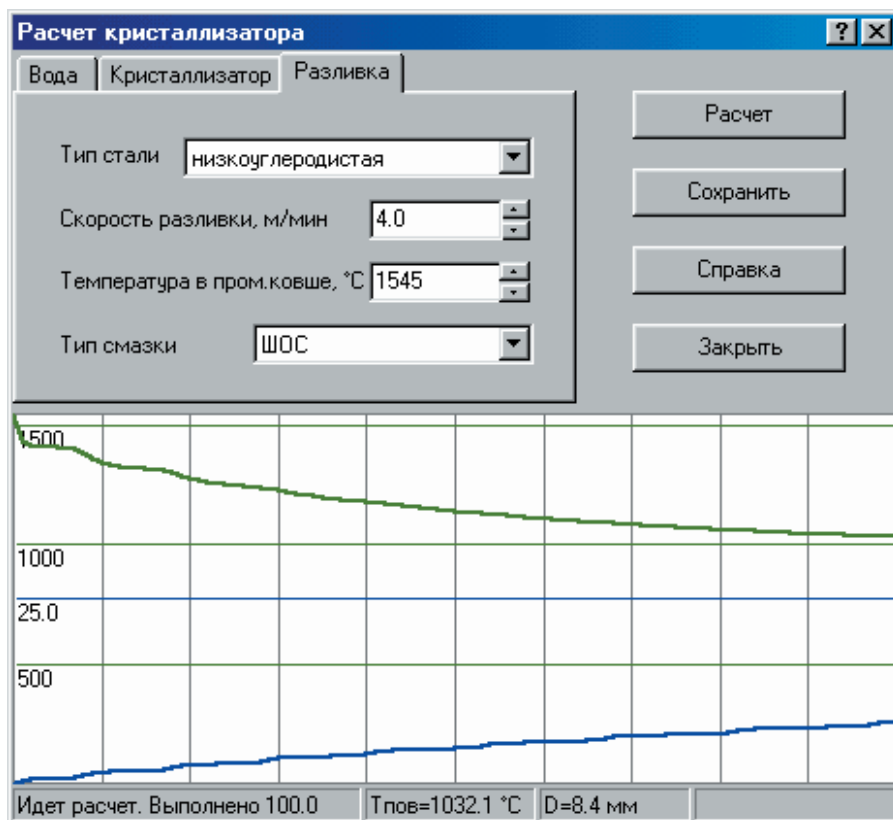 Расчет кристаллизатора
Вода Кристаллизатор Разливка
Расчет
Тип стали низкоуглеродистая
Сохранить
Скорость разливки, м/мин 4.0
Справка
Температура в пром.ковше, °С 1545
Тип смазки ШОС
Закрыть
1500
1000
25.0
500
Идет расчет. Выполнено 100.0 Тпов=1032.1 °С D=8.4 мм